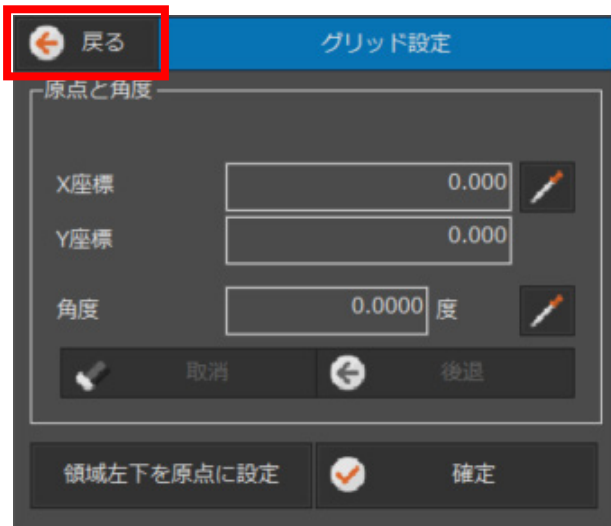 戻る
グリッド設定
原点と角度
X座標
0.000
Y座標
0.000
角度
0.0000 度
取消
後退
領域左下を原点に設定
確定